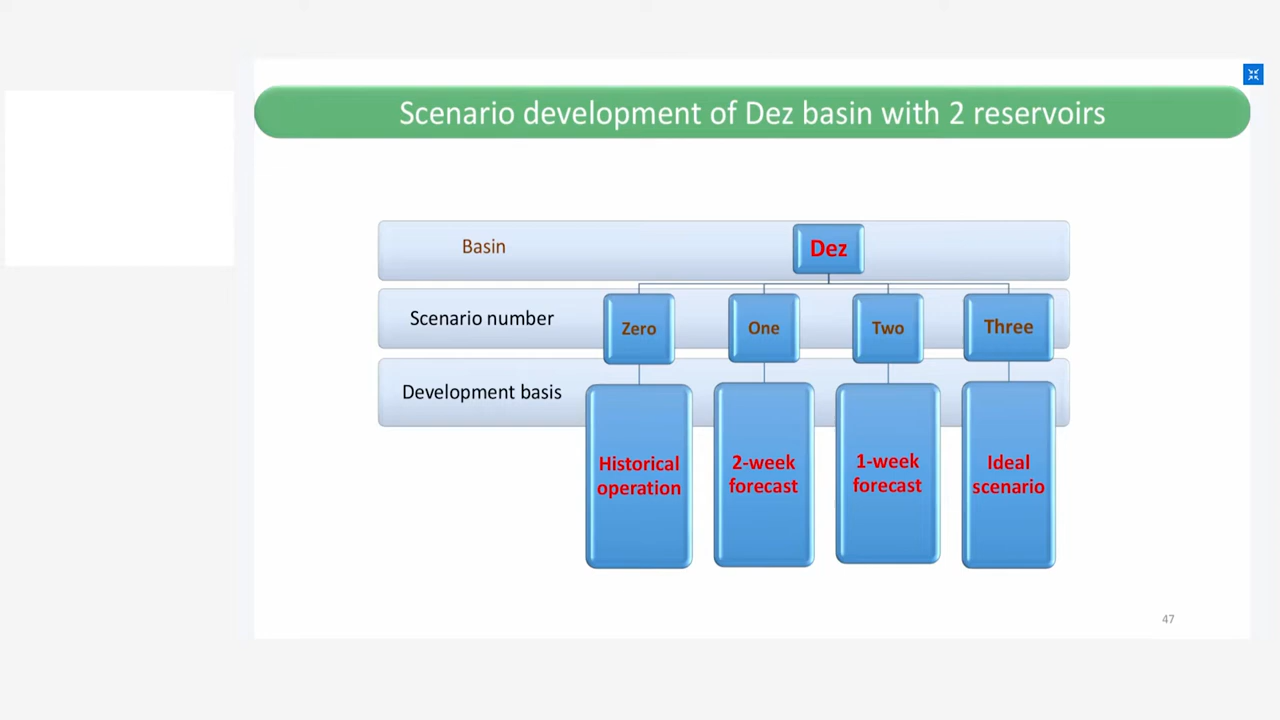 Scenario development of Dez basin with 2 reservoirs
Basin
Dez
Scenario number
Zero
One
Two
Three
Development basis
Historical
operation
2-week
forecast
1-week
forecast
Ideal
scenario
47